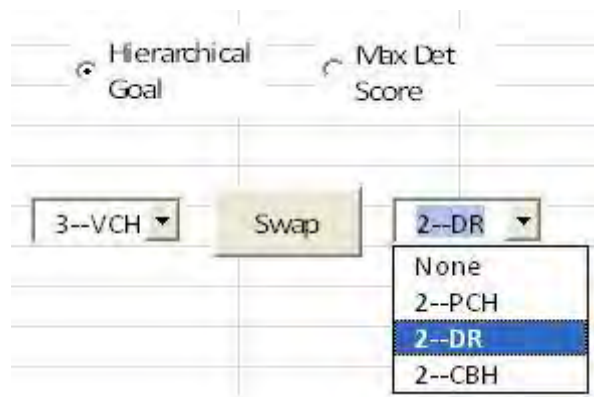 Hierarchical Goal
Max Det Score
3--VCH
Swap
2--DR
None
2--PCH
2--DR
2--CBH